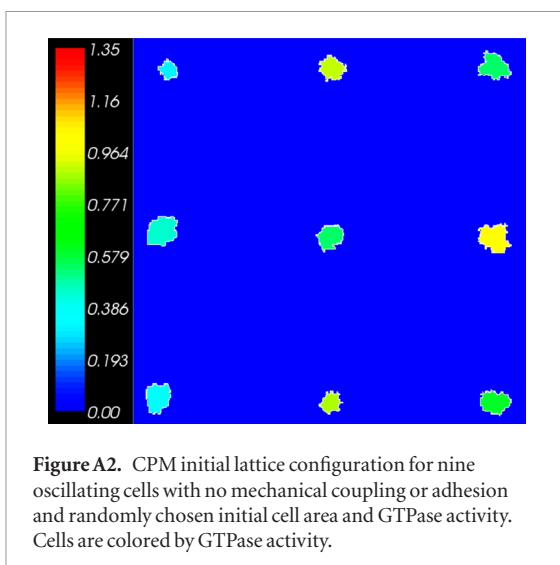 1.35
1.16
0.964
0.771
0.579
0.386
0.193
0.00
Figure A2. CPM initial lattice configuration for nine
oscillating cells with no mechanical coupling or adhesion
and randomly chosen initial cell area and GTPase activity.
Cells are colored by GTPase activity.